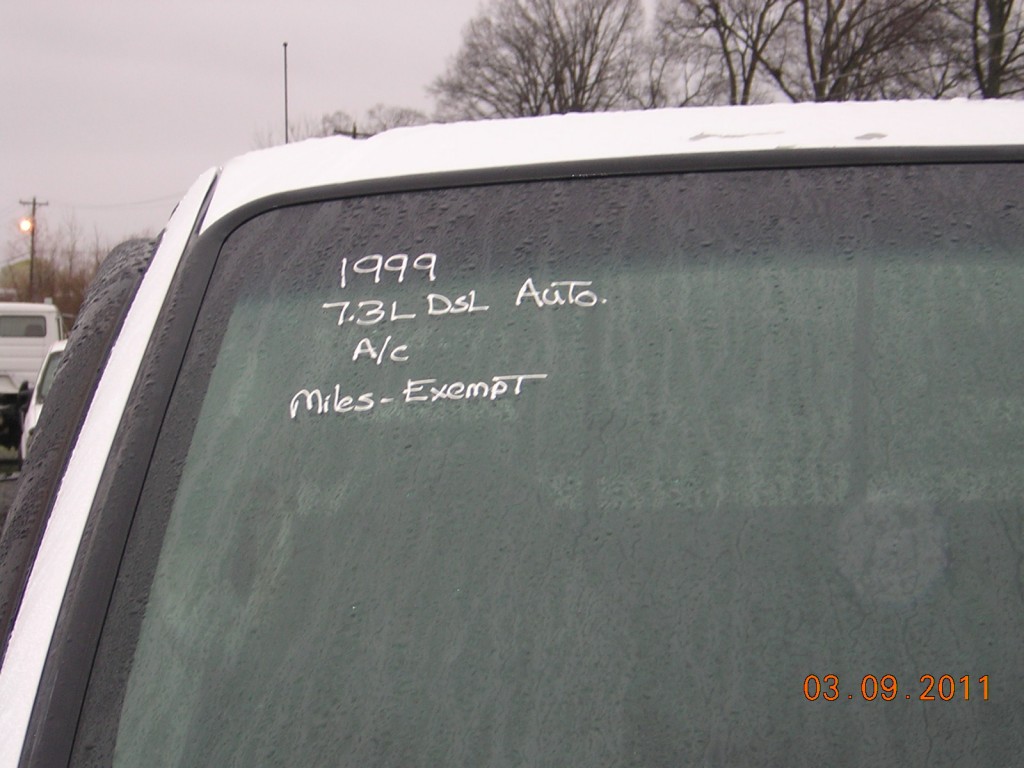 1999
7.3L DSL AUTO.
A/C
Miles - Exempt
03.09.2011